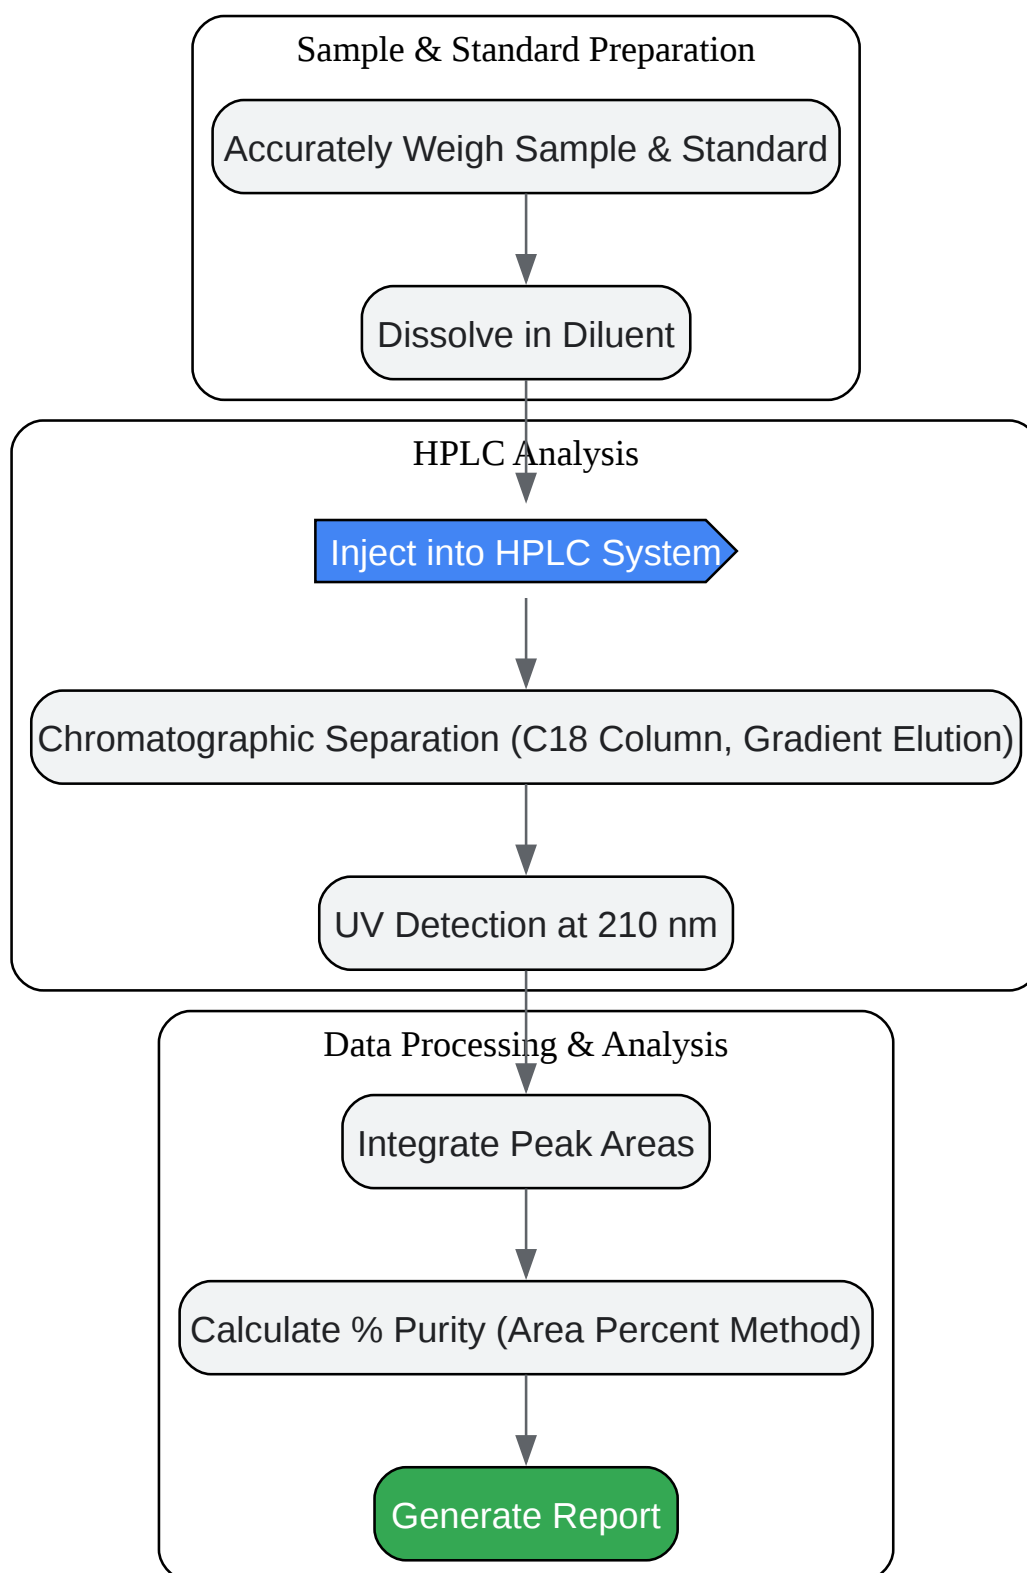 Sample & Standard Preparation
Accurately Weigh Sample & Standard
Dissolve in Diluent
HPLC Analysis
Inject into HPLC System
Chromatographic Separation (C18 Column, Gradient Elution)
UV Detection at 210 nm
Data Processing & Analysis
Integrate Peak Areas
Calculate % Purity (Area Percent Method)
Generate Report